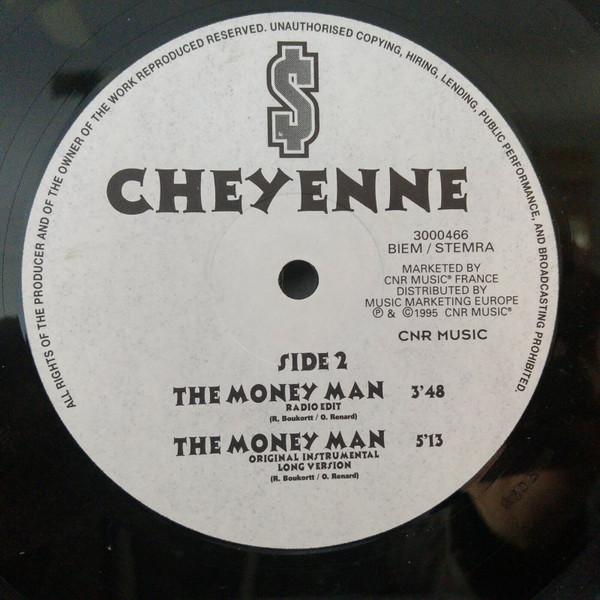 ALL RIGHTS OF THE PRODUCER AND OF THE OWNER OF THE WORK REPRODUCED RESERVED. UNAUTHORISED COPYING, HIRING, LENDING, PUBLIC PERFORMANCE, AND BROADCASTING PROHIBITED.
$
CHEYENNE
3000466
BIEM / STEMRA
MARKETED BY
CNR MUSIC® FRANCE
DISTRIBUTED BY
MUSIC MARKETING EUROPE
℗ & ©1995 CNR MUSIC®
CNR MUSIC
SIDE 2
THE MONEY MAN 3'48
RADIO EDIT
(R. Boukortt / O. Renard)
THE MONEY MAN 5'13
ORIGINAL INSTRUMENTAL
LONG VERSION
(R. Boukortt / O. Renard)